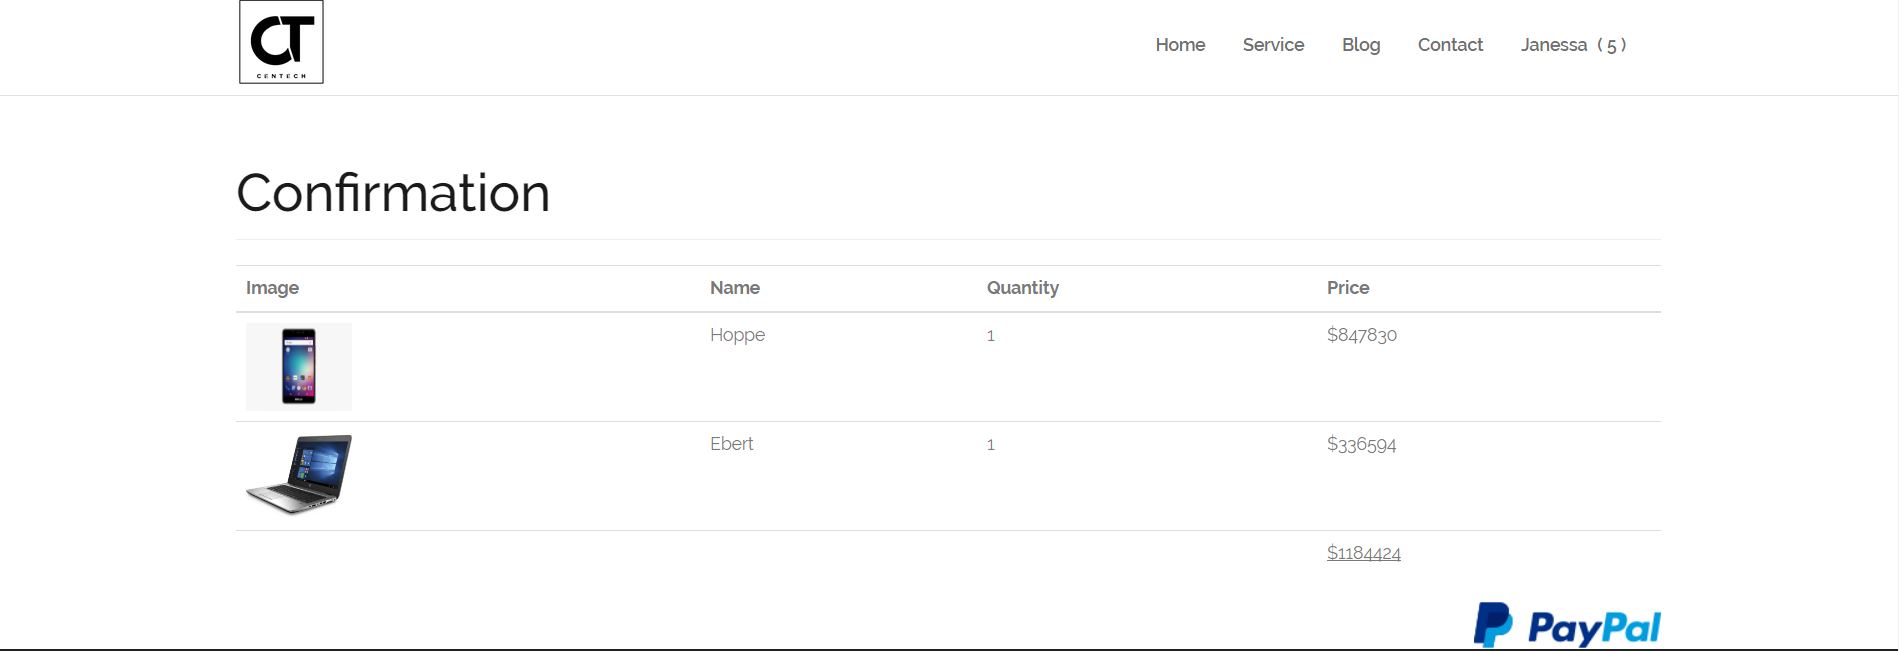 CT
CENTECH
Home Service Blog Contact Janessa ( 5 )
Confirmation
Image Name Quantity Price
Hoppe 1 $847830
Ebert 1 $336594
$1184424
PayPal